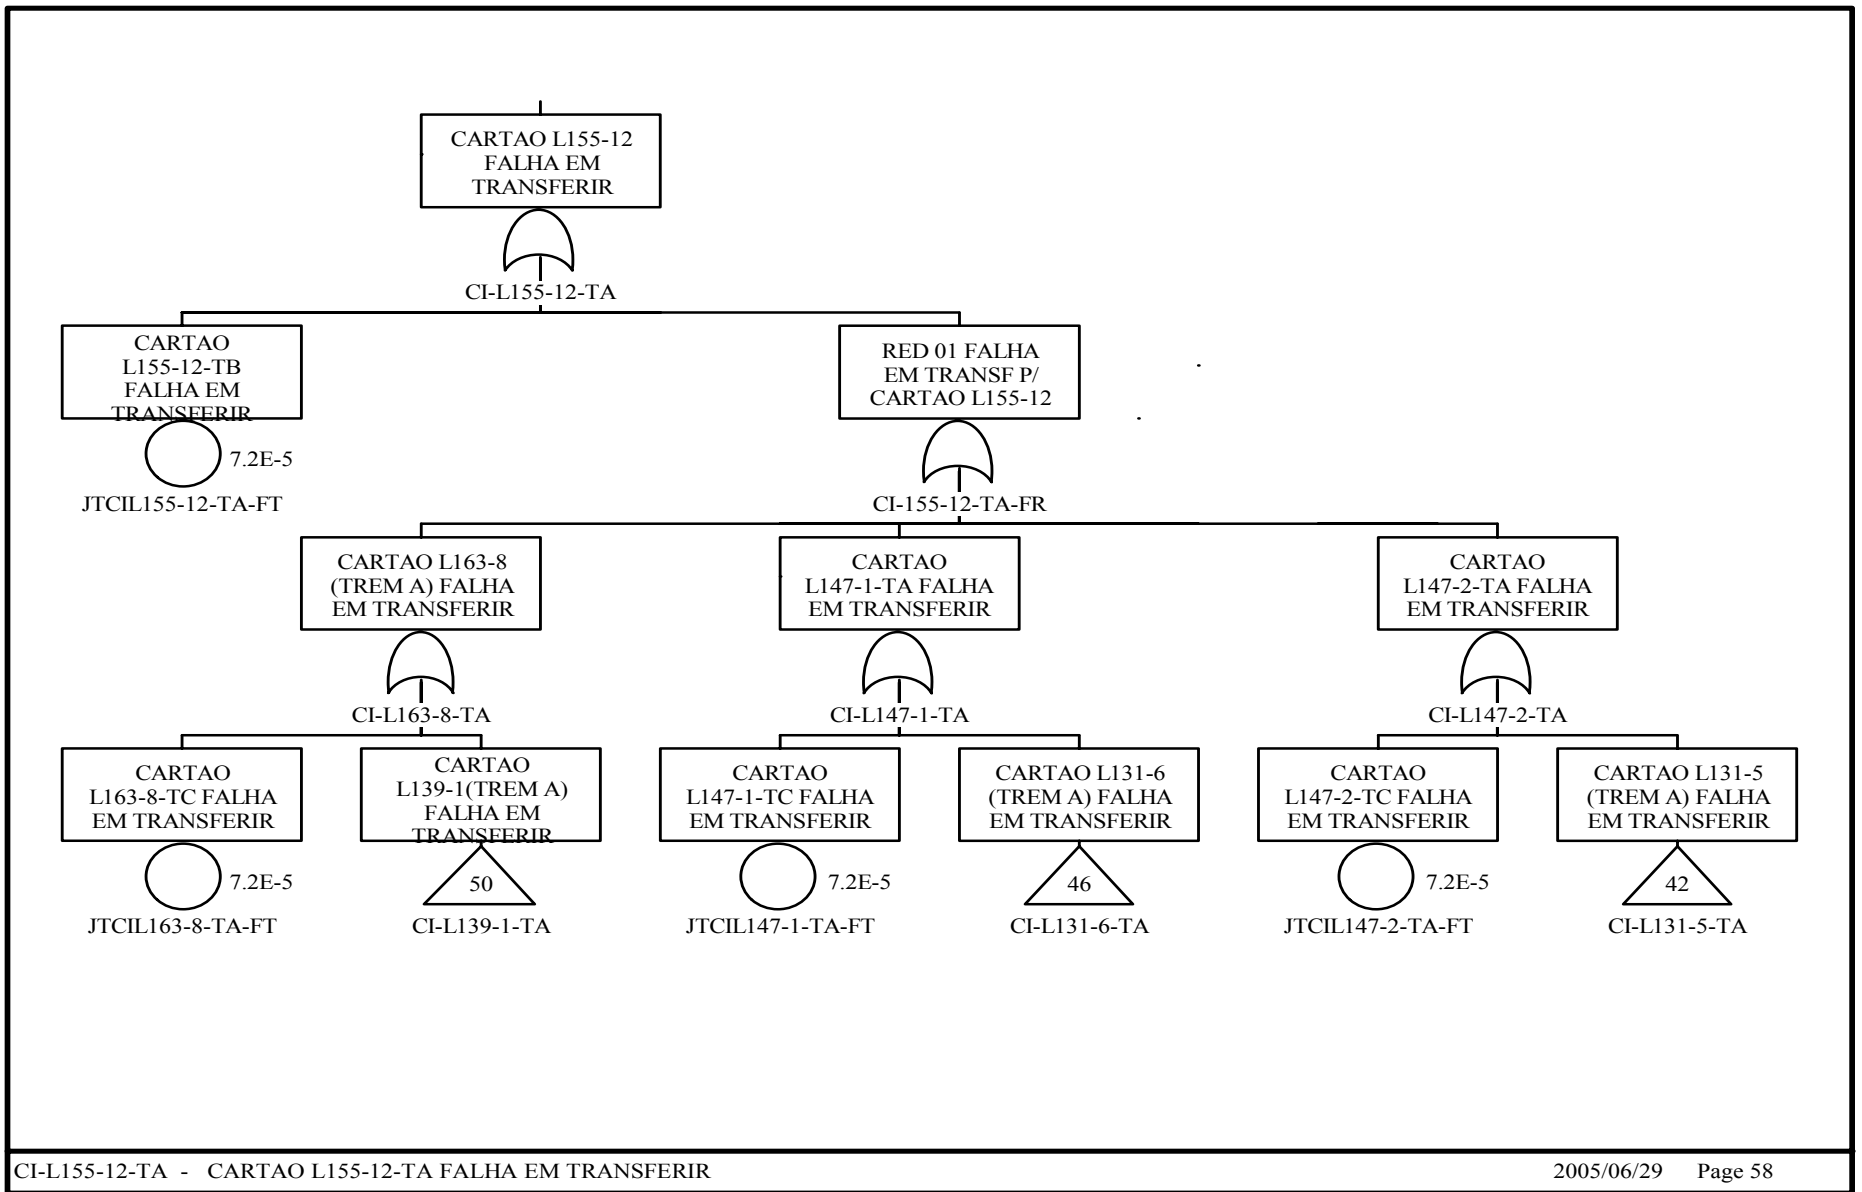 CARTAO L155-12
FALHA EM
TRANSFERIR
CI-L155-12-TA
CARTAO
L155-12-TB
FALHA EM
TRANSFERIR
7.2E-5
JTCIL155-12-TA-FT
RED 01 FALHA
EM TRANSF P/
CARTAO L155-12
CI-155-12-TA-FR
CARTAO L163-8
(TREM A) FALHA
EM TRANSFERIR
CI-L163-8-TA
CARTAO
L147-1-TA FALHA
EM TRANSFERIR
CI-L147-1-TA
CARTAO
L147-2-TA FALHA
EM TRANSFERIR
CI-L147-2-TA
CARTAO
L163-8-TC FALHA
EM TRANSFERIR
7.2E-5
JTCIL163-8-TA-FT
CARTAO
L139-1(TREM A)
FALHA EM
TRANSFERIR
50
CI-L139-1-TA
CARTAO
L147-1-TC FALHA
EM TRANSFERIR
7.2E-5
JTCIL147-1-TA-FT
CARTAO L131-6
(TREM A) FALHA
EM TRANSFERIR
46
CI-L131-6-TA
CARTAO
L147-2-TC FALHA
EM TRANSFERIR
7.2E-5
JTCIL147-2-TA-FT
CARTAO L131-5
(TREM A) FALHA
EM TRANSFERIR
42
CI-L131-5-TA
CI-L155-12-TA - CARTAO L155-12-TA FALHA EM TRANSFERIR
2005/06/29 Page 58